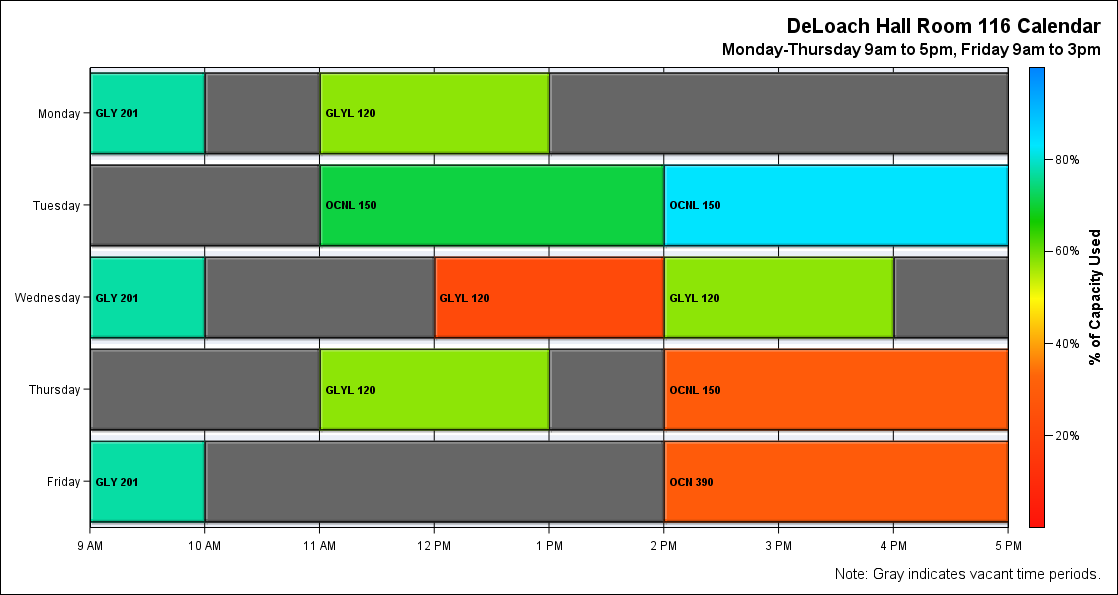 DeLoach Hall Room 116 Calendar
Monday-Thursday 9am to 5pm, Friday 9am to 3pm
Monday
GLY 201
GLYL 120
Tuesday
OCNL 150
OCNL 150
Wednesday
GLY 201
GLYL 120
GLYL 120
Thursday
GLYL 120
OCNL 150
Friday
GLY 201
OCN 390
9 AM
10 AM
11 AM
12 PM
1 PM
2 PM
3 PM
4 PM
5 PM
80%
60%
40%
20%
% of Capacity Used
Note: Gray indicates vacant time periods.